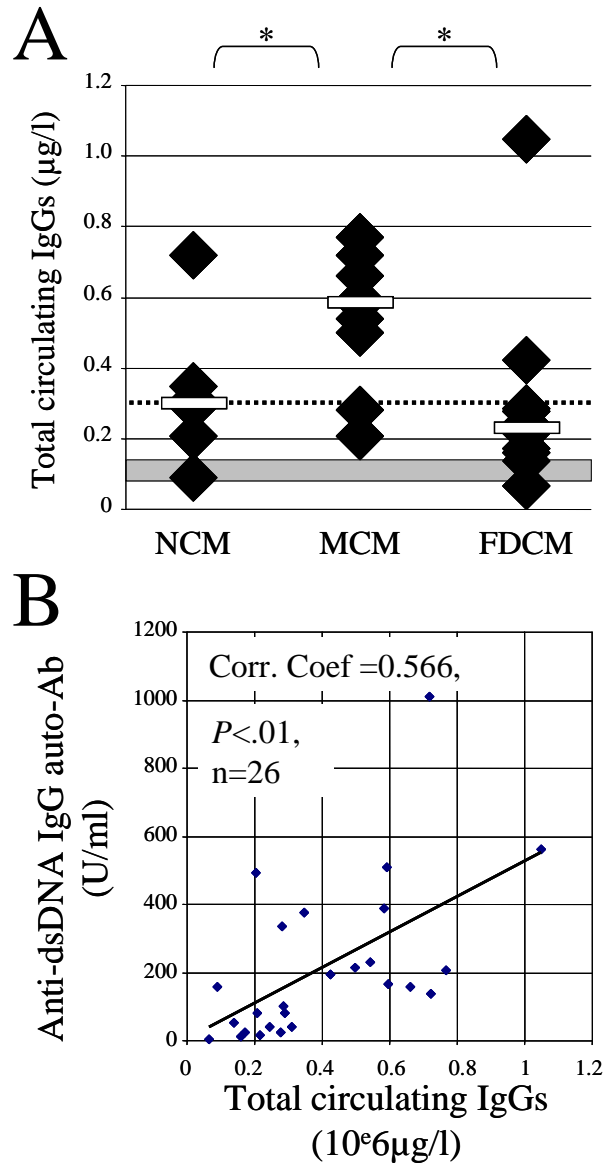 A
* *
Total circulating IgGs (µg/l)
1.2
1.0
0.8
0.6
0.4
0.2
0
NCM MCM FDCM
B
Anti-dsDNA IgG auto-Ab
(U/ml)
1200
1000
800
600
400
200
0
Corr. Coef =0.566,
P<.01,
n=26
0 0.2 0.4 0.6 0.8 1 1.2
Total circulating IgGs
(10ᵉ6µg/l)